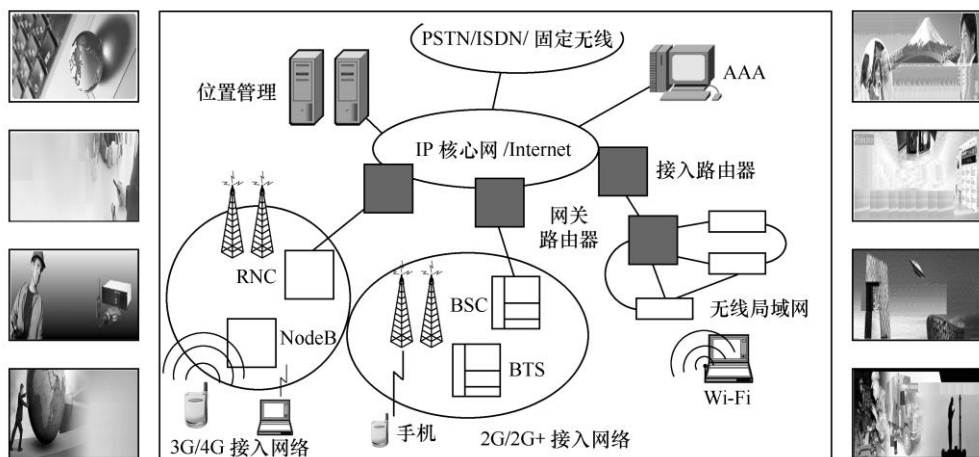 PSTN/ISDN/ 固定无线
位置管理
AAA
IP 核心网 /Internet
接入路由器
网关
路由器
RNC
BSC
无线局域网
NodeB
BTS
Wi-Fi
手机
3G/4G 接入网络
2G/2G+ 接入网络